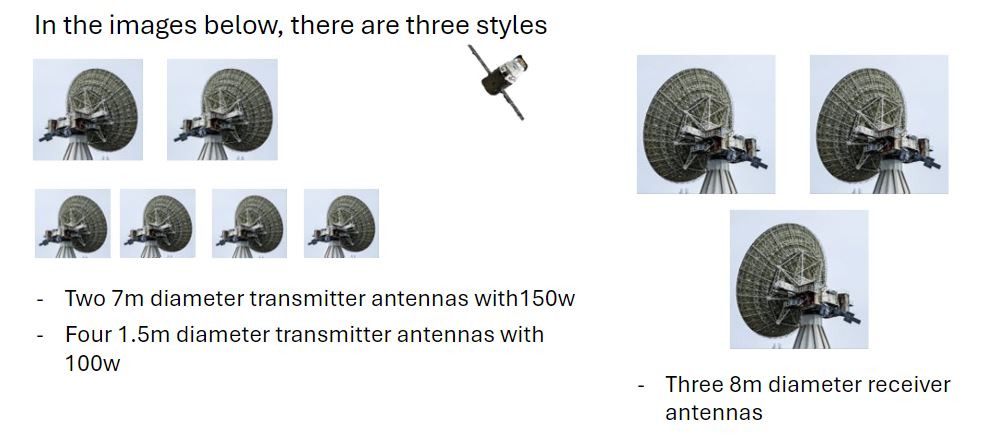 In the images below, there are three styles
- Two 7m diameter transmitter antennas with150w
- Four 1.5m diameter transmitter antennas with
100w
- Three 8m diameter receiver
antennas